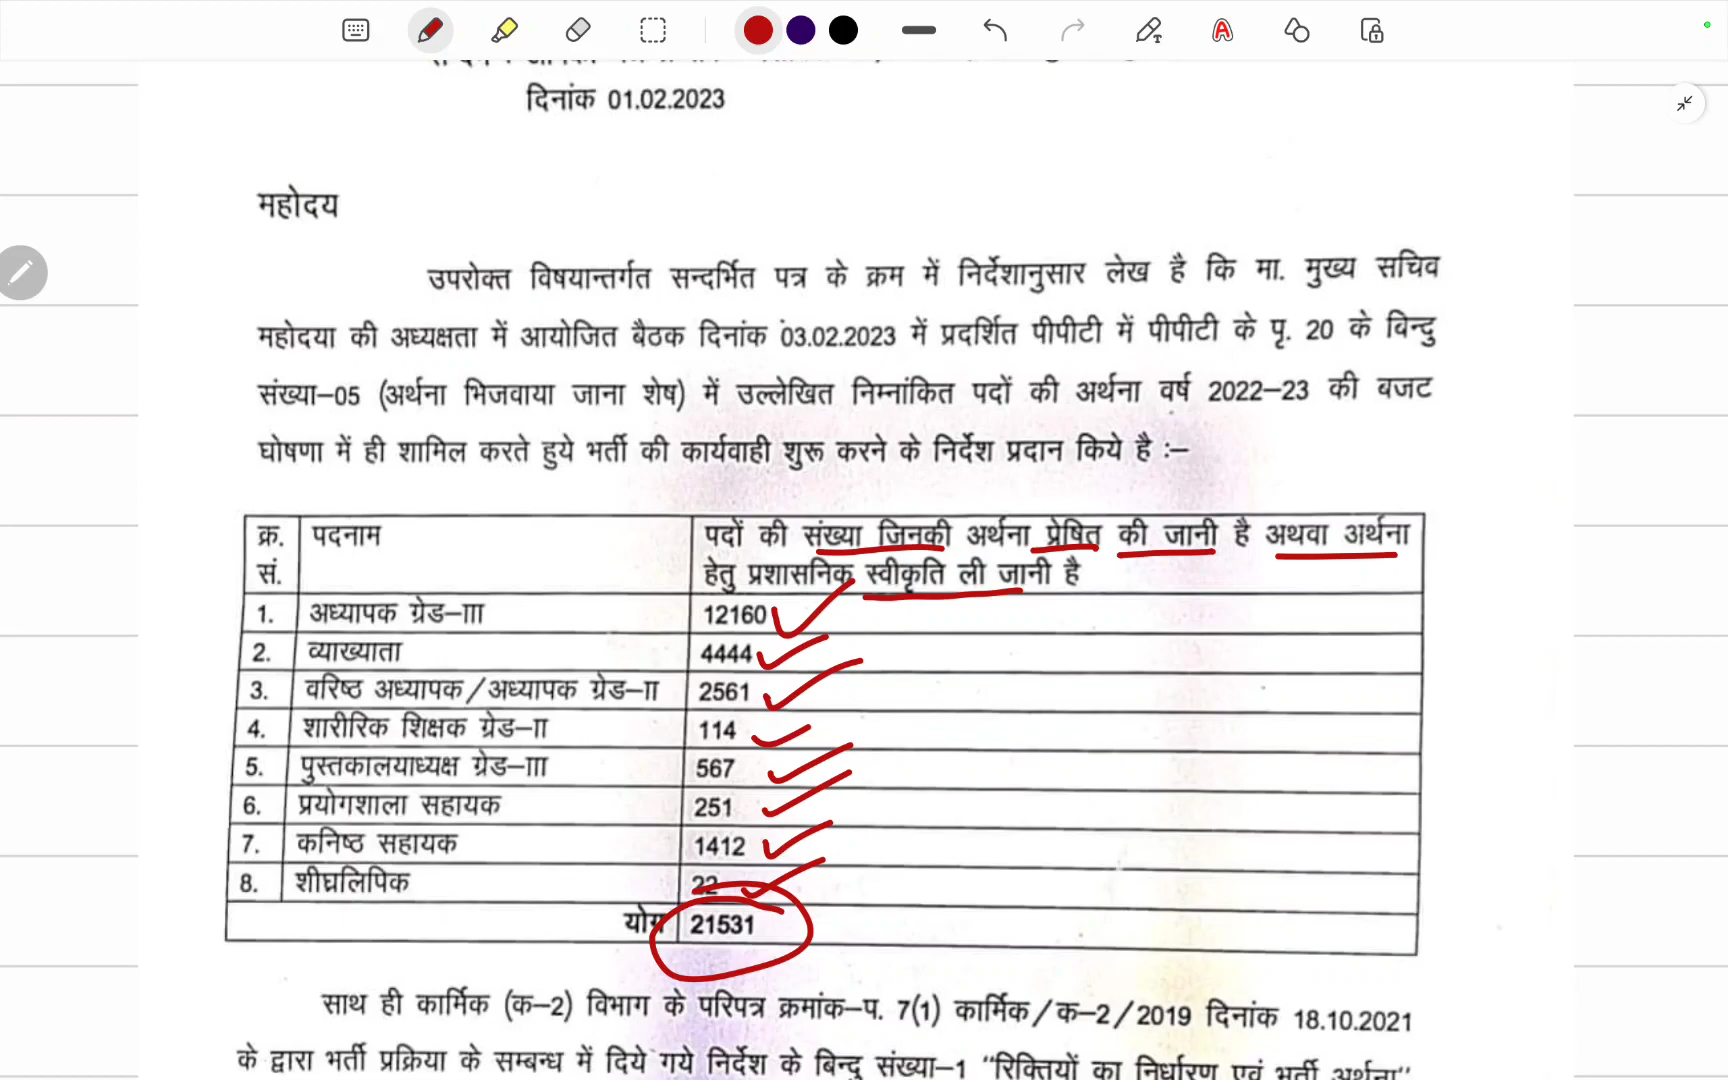 दिनांक 01.02.2023
महोदय
उपरोक्त विषयान्तर्गत सन्दर्भित पत्र के क्रम में निर्देशानुसार लेख है कि मा. मुख्य सचिव
महोदया की अध्यक्षता में आयोजित बैठक दिनांक 03.02.2023 में प्रदर्शित पीपीटी में पीपीटी के पृ. 20 के बिन्दु
संख्या–05 (अर्थना भिजवाया जाना शेष) में उल्लेखित निम्नांकित पदों की अर्थना वर्ष 2022–23 की बजट
घोषणा में ही शामिल करते हुये भर्ती की कार्यवाही शुरू करने के निर्देश प्रदान किये है :–
क्र. सं. पदनाम पदों की संख्या जिनकी अर्थना प्रेषित की जानी है अथवा अर्थना
हेतु प्रशासनिक स्वीकृति ली जानी है
1. अध्यापक ग्रेड–III 12160
2. व्याख्याता 4444
3. वरिष्ठ अध्यापक/अध्यापक ग्रेड–II 2561
4. शारीरिक शिक्षक ग्रेड–II 114
5. पुस्तकालयाध्यक्ष ग्रेड–III 567
6. प्रयोगशाला सहायक 251
7. कनिष्ठ सहायक 1412
8. शीघ्रलिपिक 22
योग 21531
साथ ही कार्मिक (क–2) विभाग के परिपत्र क्रमांक–प. 7(1) कार्मिक/क–2/2019 दिनांक 18.10.2021
के द्वारा भर्ती प्रक्रिया के सम्बन्ध में दिये गये निर्देश के बिन्दु संख्या–1 "रिक्तियों का निर्धारण एवं भर्ती अर्थना"